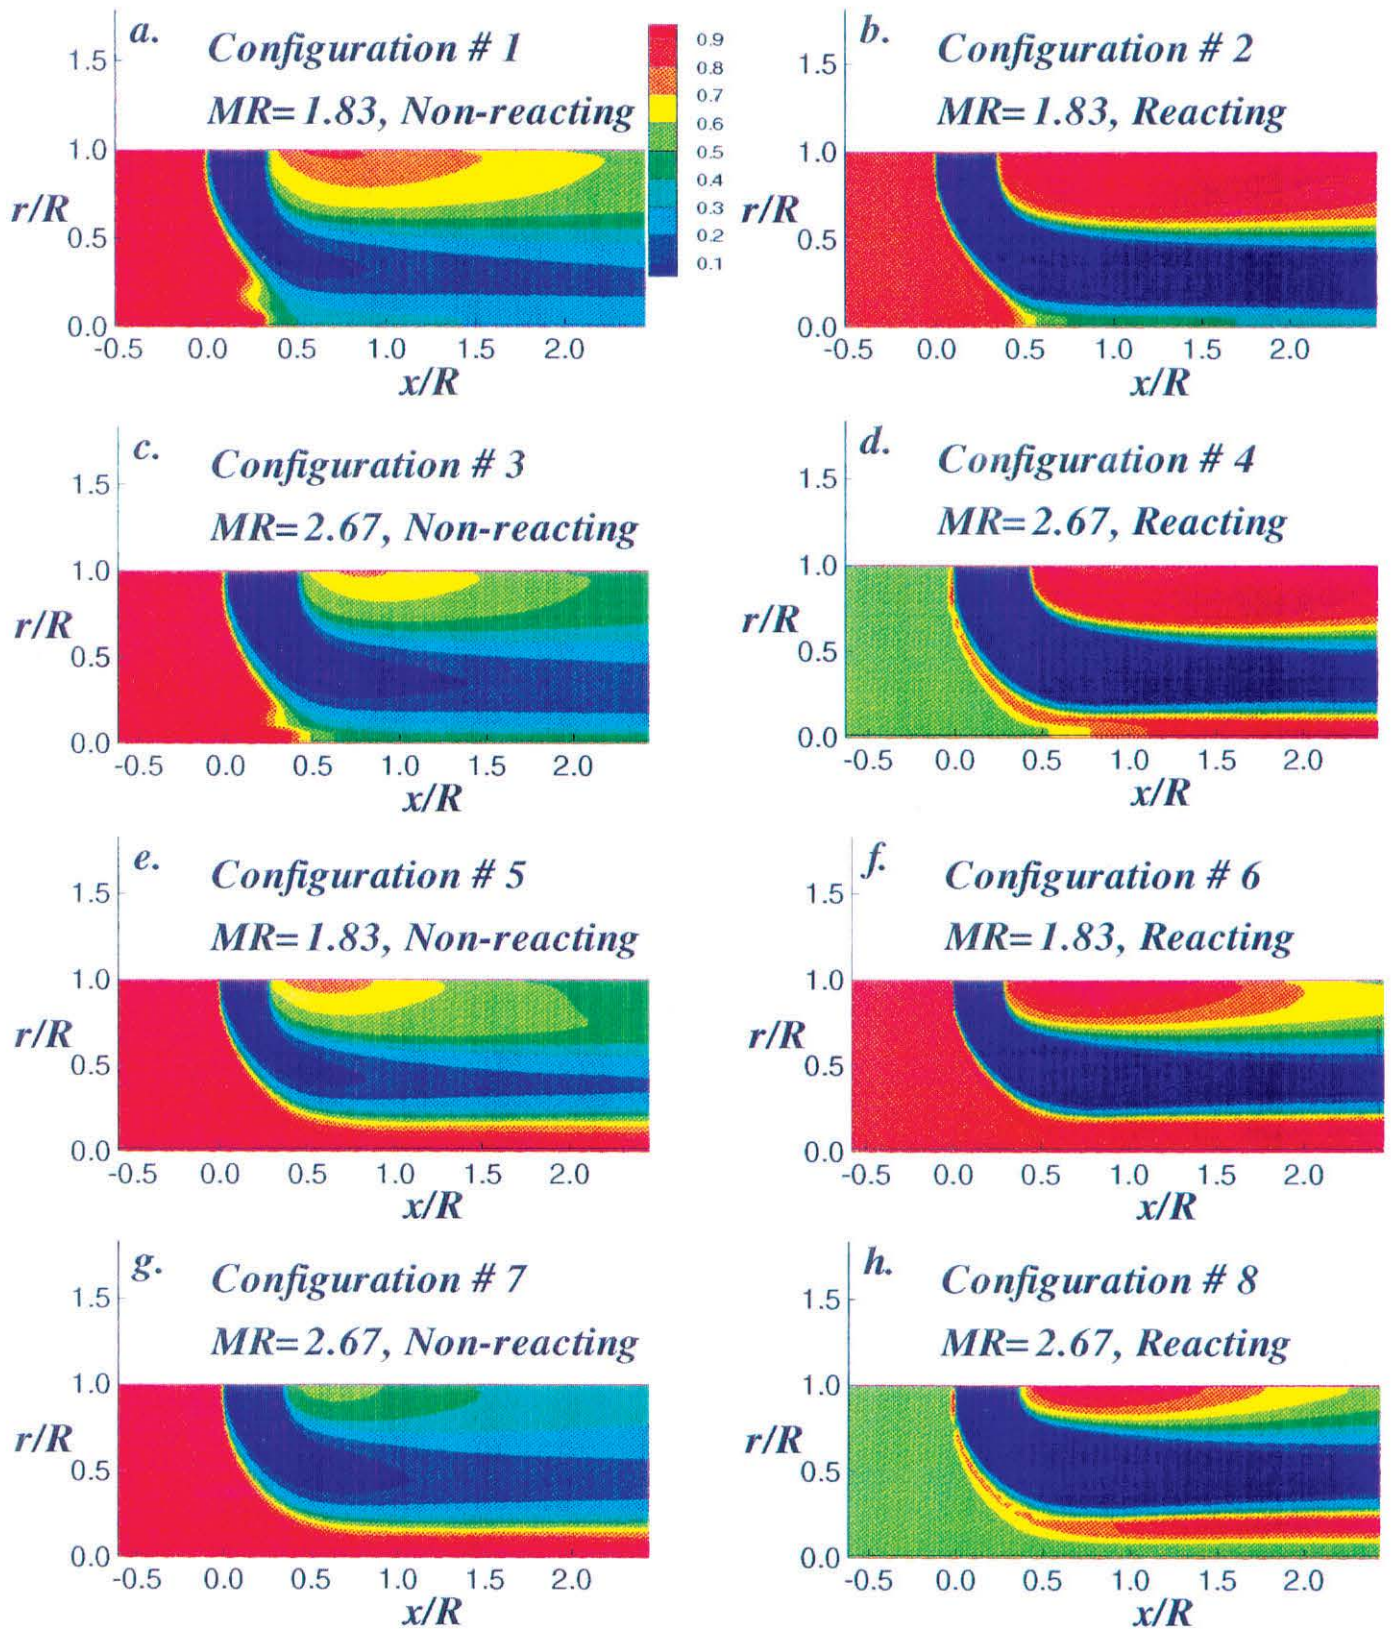 a.
Configuration # 1
MR= 1.83, Non-reacting
0.9
0.8
0.7
0.6
0.5
0.4
0.3
0.2
0.1
1.5
1.0
r/R
0.5
0.0
-0.5 0.0 0.5 1.0 1.5 2.0
x/R
b.
Configuration # 2
MR= 1.83, Reacting
1.5
1.0
r/R
0.5
0.0
-0.5 0.0 0.5 1.0 1.5 2.0
x/R
c.
Configuration # 3
MR= 2.67, Non-reacting
1.5
1.0
r/R
0.5
0.0
-0.5 0.0 0.5 1.0 1.5 2.0
x/R
d.
Configuration # 4
MR= 2.67, Reacting
1.5
1.0
r/R
0.5
0.0
-0.5 0.0 0.5 1.0 1.5 2.0
x/R
e.
Configuration # 5
MR= 1.83, Non-reacting
1.5
1.0
r/R
0.5
0.0
-0.5 0.0 0.5 1.0 1.5 2.0
x/R
f.
Configuration # 6
MR= 1.83, Reacting
1.5
1.0
r/R
0.5
0.0
-0.5 0.0 0.5 1.0 1.5 2.0
x/R
g.
Configuration # 7
MR= 2.67, Non-reacting
1.5
1.0
r/R
0.5
0.0
-0.5 0.0 0.5 1.0 1.5 2.0
x/R
h.
Configuration # 8
MR= 2.67, Reacting
1.5
1.0
r/R
0.5
0.0
-0.5 0.0 0.5 1.0 1.5 2.0
x/R